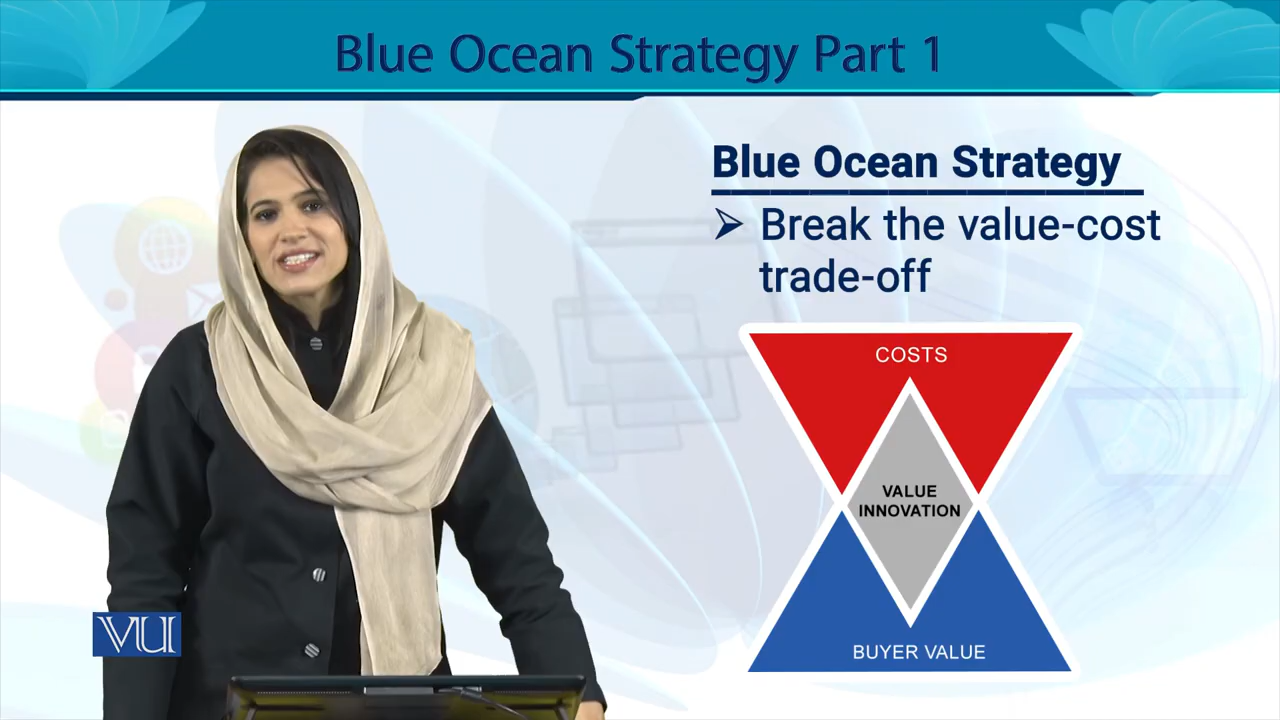 Blue Ocean Strategy Part 1
Blue Ocean Strategy
➢ Break the value-cost
trade-off
COSTS
VALUE
INNOVATION
BUYER VALUE
VU